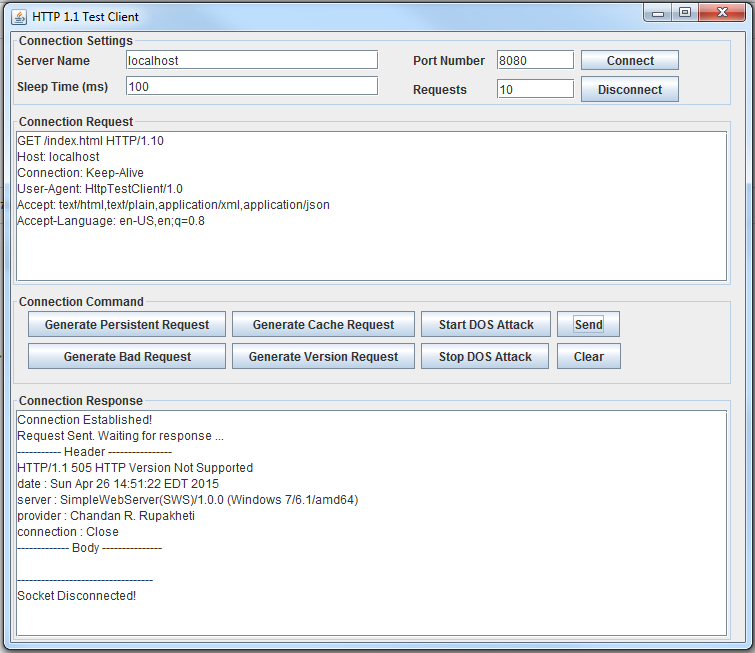 HTTP 1.1 Test Client
Connection Settings
Server Name localhost Port Number 8080 Connect
Sleep Time (ms) 100 Requests 10 Disconnect
Connection Request
GET /index.html HTTP/1.10
Host: localhost
Connection: Keep-Alive
User-Agent: HttpTestClient/1.0
Accept: text/html,text/plain,application/xml,application/json
Accept-Language: en-US,en;q=0.8
Connection Command
Generate Persistent Request Generate Cache Request Start DOS Attack Send
Generate Bad Request Generate Version Request Stop DOS Attack Clear
Connection Response
Connection Established!
Request Sent. Waiting for response ...
----------- Header ----------------
HTTP/1.1 505 HTTP Version Not Supported
date : Sun Apr 26 14:51:22 EDT 2015
server : SimpleWebServer(SWS)/1.0.0 (Windows 7/6.1/amd64)
provider : Chandan R. Rupakheti
connection : Close
------------- Body ---------------
----------------------------------
Socket Disconnected!